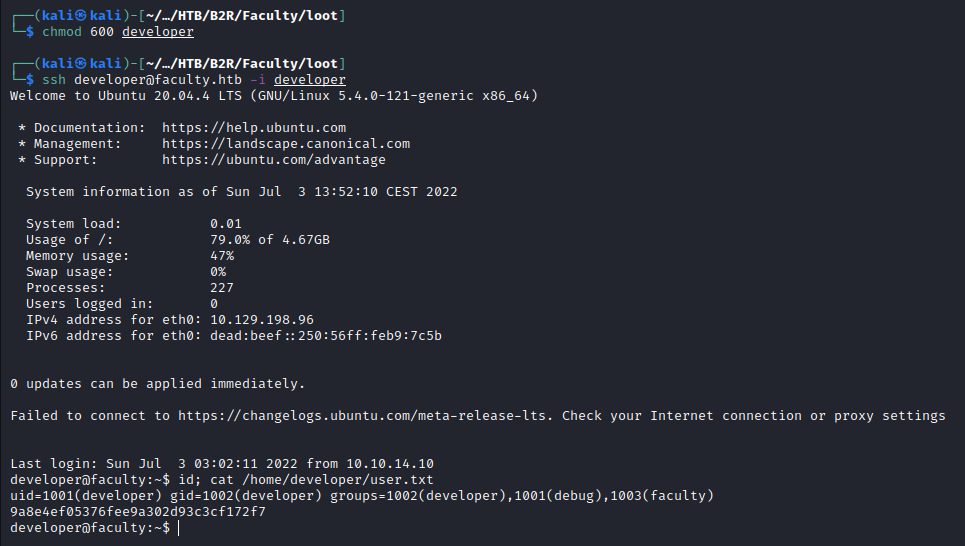 ┌──(kali㉿kali)-[~/…/HTB/B2R/Faculty/loot]
└─$ chmod 600 developer
┌──(kali㉿kali)-[~/…/HTB/B2R/Faculty/loot]
└─$ ssh developer@faculty.htb -i developer
Welcome to Ubuntu 20.04.4 LTS (GNU/Linux 5.4.0-121-generic x86_64)
* Documentation: https://help.ubuntu.com
* Management: https://landscape.canonical.com
* Support: https://ubuntu.com/advantage
System information as of Sun Jul 3 13:52:10 CEST 2022
System load: 0.01
Usage of /: 79.0% of 4.67GB
Memory usage: 47%
Swap usage: 0%
Processes: 227
Users logged in: 0
IPv4 address for eth0: 10.129.198.96
IPv6 address for eth0: dead:beef::250:56ff:feb9:7c5b
0 updates can be applied immediately.
Failed to connect to https://changelogs.ubuntu.com/meta-release-lts. Check your Internet connection or proxy settings
Last login: Sun Jul 3 03:02:11 2022 from 10.10.14.10
developer@faculty:~$ id; cat /home/developer/user.txt
uid=1001(developer) gid=1002(developer) groups=1002(developer),1001(debug),1003(faculty)
9a8e4ef05376fee9a302d93c3cf172f7
developer@faculty:~$